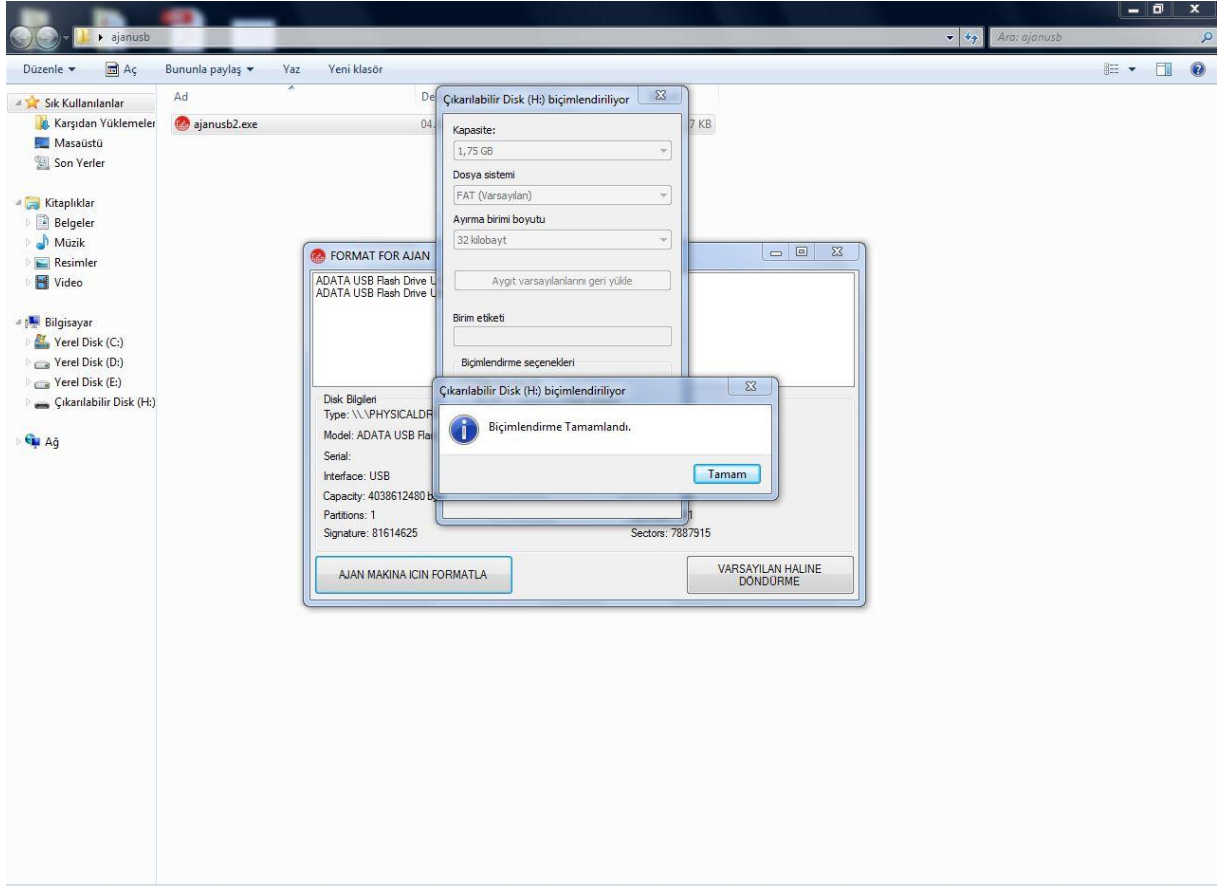 ajanusb
Ara: ajanusb
Düzenle
Aç
Bununla paylaş
Yaz
Yeni klasör
Sık Kullanılanlar
Karşıdan Yüklemeler
Masaüstü
Son Yerler
Kitaplıklar
Belgeler
Müzik
Resimler
Video
Bilgisayar
Yerel Disk (C:)
Yerel Disk (D:)
Yerel Disk (E:)
Çıkarılabilir Disk (H:)
Ağ
Ad
De
ajanusb2.exe
04.
7 KB
Çıkarılabilir Disk (H:) biçimlendiriliyor
Kapasite:
1,75 GB
Dosya sistemi
FAT (Varsayılan)
Ayırma birimi boyutu
32 kilobayt
Aygıt varsayılanlarını geri yükle
Birim etiketi
Biçimlendirme seçenekleri
FORMAT FOR AJAN
ADATA USB Flash Drive U
ADATA USB Flash Drive U
Çıkarılabilir Disk (H:) biçimlendiriliyor
Biçimlendirme Tamamlandı.
Tamam
Disk Bilgileri
Type: \\.\PHYSICALDR
Model: ADATA USB Flas
Serial:
Interface: USB
Capacity: 4038612480 b
Partitions: 1
Signature: 81614625
Sectors: 7887915
AJAN MAKINA ICIN FORMATLA
VARSAYILAN HALINE
DÖNDÜRME